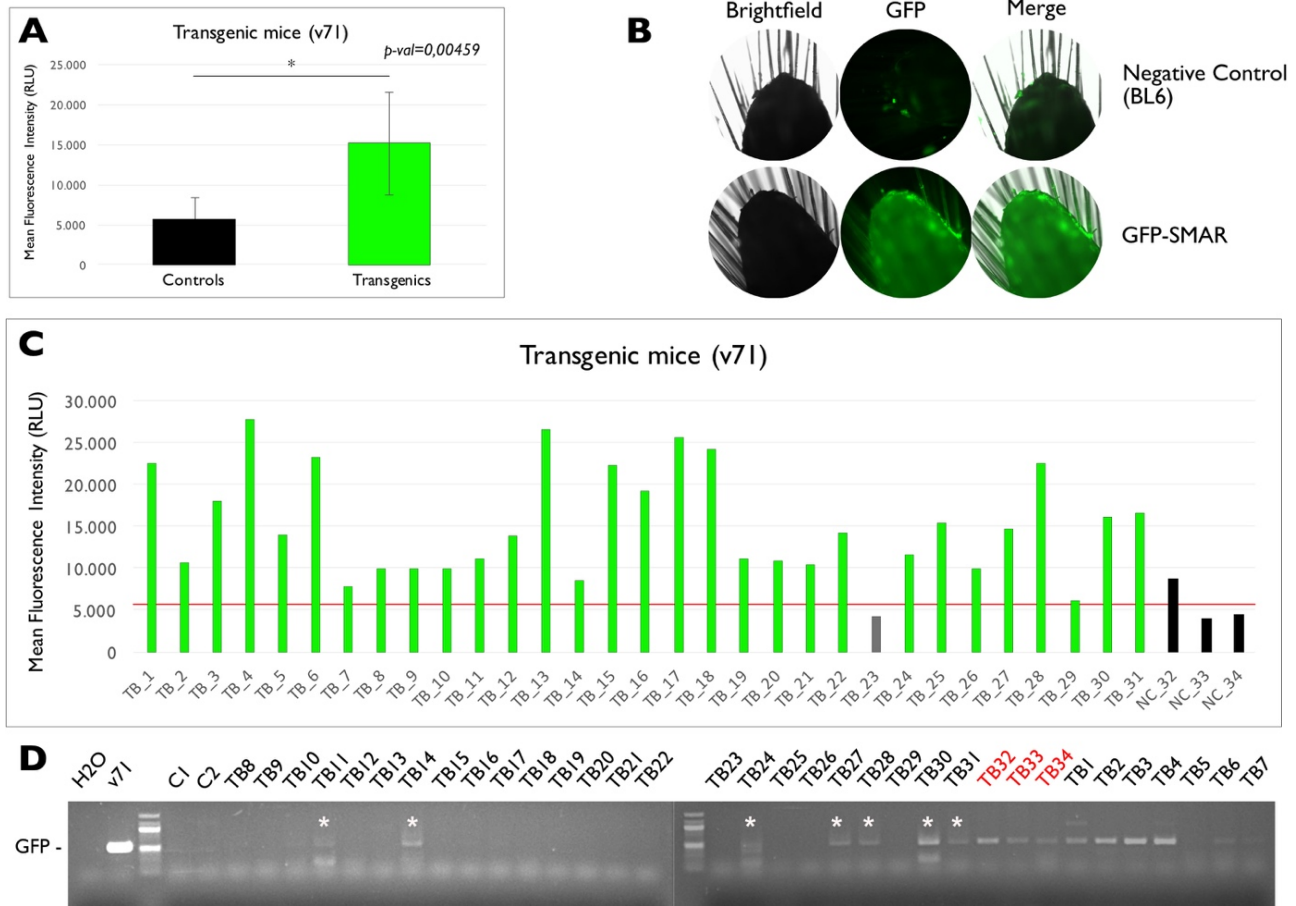 A
Transgenic mice (v71)
p-val=0,00459
*
Mean Fluorescence Intensity (RLU)
25.000
20.000
15.000
10.000
5.000
0
Controls
Transgenics
B
Brightfield GFP Merge
Negative Control
(BL6)
GFP-SMAR
C
Transgenic mice (v71)
Mean Fluorescence Intensity (RLU)
30.000
25.000
20.000
15.000
10.000
5.000
0
TB_1 TB_2 TB_3 TB_4 TB_5 TB_6 TB_7 TB_8 TB_9 TB_10 TB_11 TB_12 TB_13 TB_14 TB_15 TB_16 TB_17 TB_18 TB_19 TB_20 TB_21 TB_22 TB_23 TB_24 TB_25 TB_26 TB_27 TB_28 TB_29 TB_30 TB_31 NC_32 NC_33 NC_34
D
H2O v71 C1 C2 TB8 TB9 TB10 TB11 TB12 TB13 TB14 TB15 TB16 TB17 TB18 TB19 TB20 TB21 TB22 TB23 TB24 TB25 TB26 TB27 TB28 TB29 TB30 TB31 TB32 TB33 TB34 TB1 TB2 TB3 TB4 TB5 TB6 TB7
* * * * * * *
GFP -